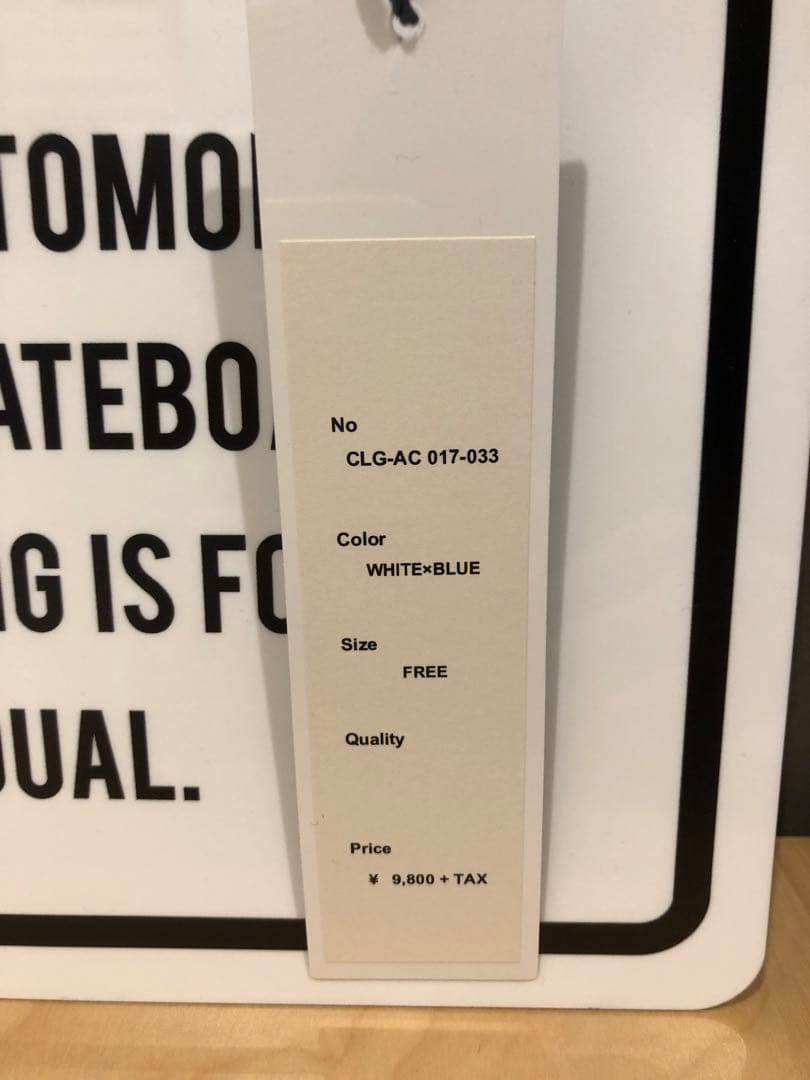 TOMO
ATEBO
G IS FO
UAL.
No
CLG-AC 017-033
Color
WHITE×BLUE
Size
FREE
Quality
Price
¥ 9,800 + TAX